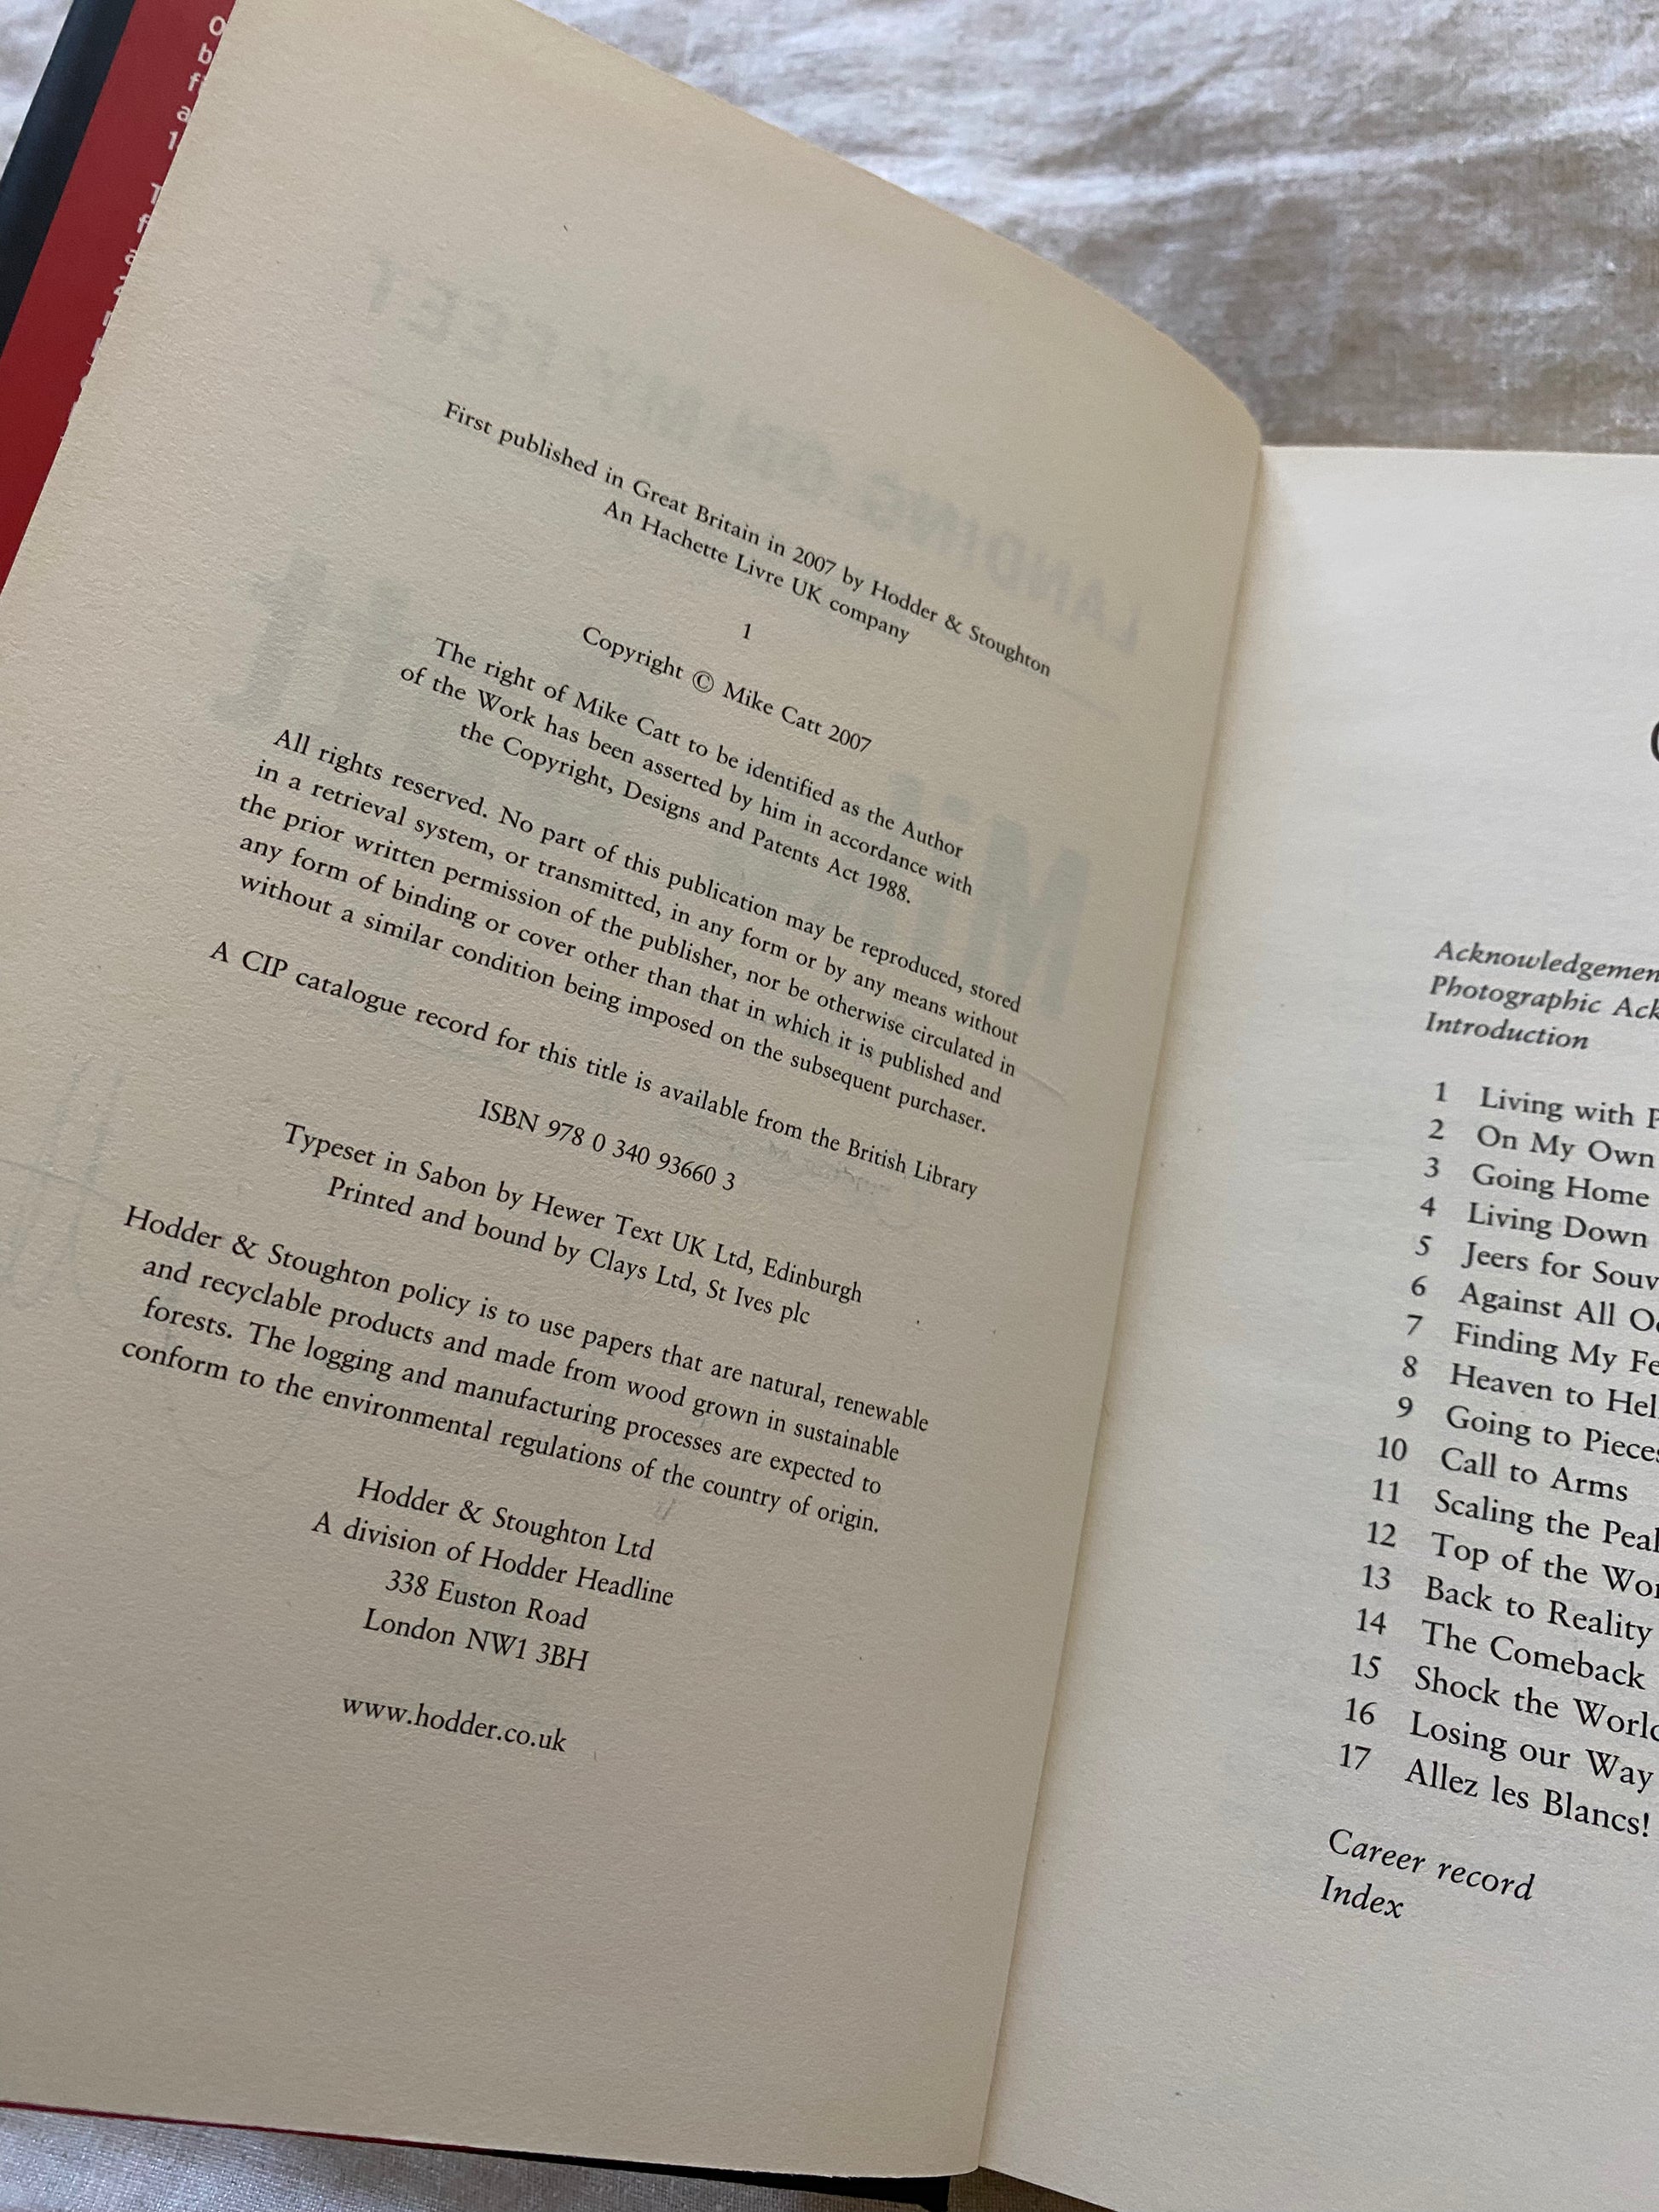 First published in Great Britain in 2007 by Hodder & Stoughton
An Hachette Livre UK company
1
Copyright © Mike Catt 2007
The right of Mike Catt to be identified as the Author
of the Work has been asserted by him in accordance with
the Copyright, Designs and Patents Act 1988.
All rights reserved. No part of this publication may be reproduced, stored
in a retrieval system, or transmitted, in any form or by any means without
the prior written permission of the publisher, nor be otherwise circulated in
any form of binding or cover other than that in which it is published and
without a similar condition being imposed on the subsequent purchaser.
A CIP catalogue record for this title is available from the British Library
ISBN 978 0 340 93660 3
Typeset in Sabon by Hewer Text UK Ltd, Edinburgh
Printed and bound by Clays Ltd, St Ives plc
Hodder & Stoughton policy is to use papers that are natural, renewable
and recyclable products and made from wood grown in sustainable
forests. The logging and manufacturing processes are expected to
conform to the environmental regulations of the country of origin.
Hodder & Stoughton Ltd
A division of Hodder Headline
338 Euston Road
London NW1 3BH
www.hodder.co.uk
Photographic
Introduction
1 Living with
2 On My Own
3 Going Home
4 Living Down
5 Jeers for
6 Against All
7 Finding My
8 Heaven to
9 Going to
10 Call to Arms
11 Scaling the
12 Top of the
13 Back to Reality
14 The Comeback
15 Shock the
16 Losing our Way
17 Allez les Blancs!
Career record
Index